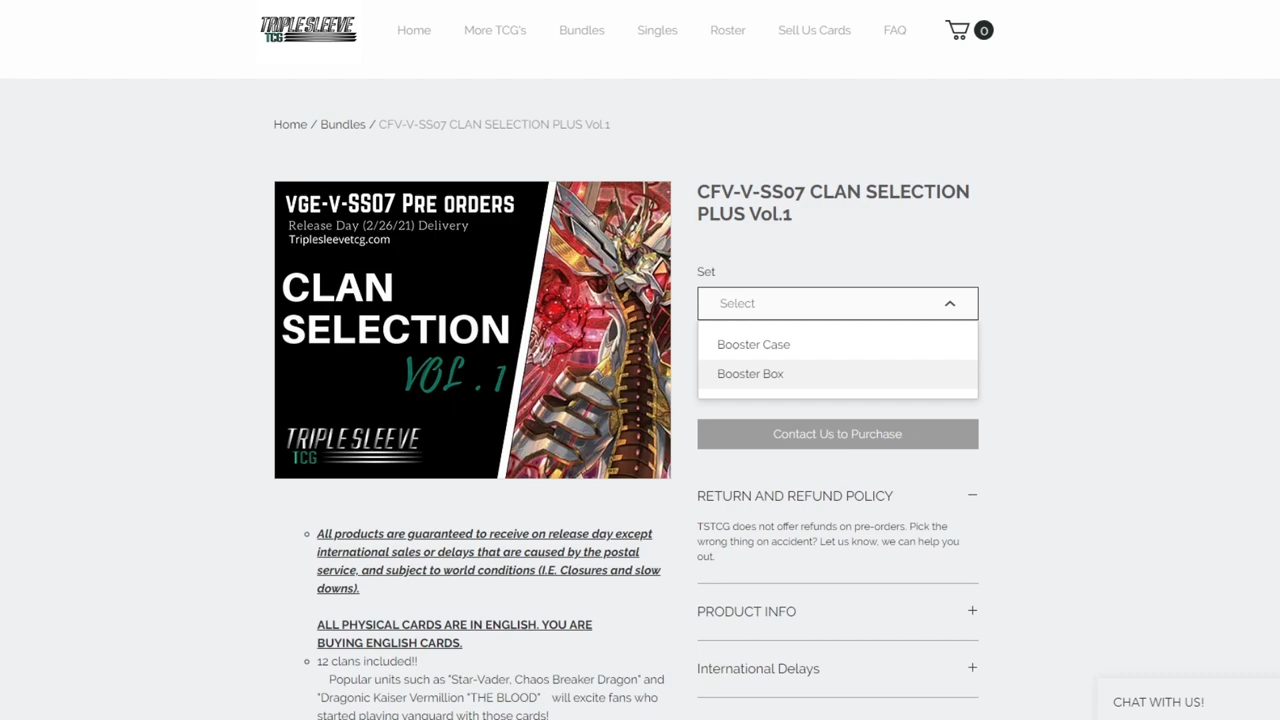 TRIPLE SLEEVE
TCG
Home
More TCG's
Bundles
Singles
Roster
Sell Us Cards
FAQ
0
Home / Bundles / CFV-V-SS07 CLAN SELECTION PLUS Vol.1
VGE-V-SS07 PRE ORDERS
Release Day (2/26/21) Delivery
Triplesleevetcg.com
CLAN
SELECTION
VOL . 1
TRIPLE SLEEVE
TCG
CFV-V-SS07 CLAN SELECTION
PLUS Vol.1
Set
Select
Booster Case
Booster Box
Contact Us to Purchase
RETURN AND REFUND POLICY
TSTCG does not offer refunds on pre-orders. Pick the
wrong thing on accident? Let us know, we can help you
out.
PRODUCT INFO
International Delays
All products are guaranteed to receive on release day except
international sales or delays that are caused by the postal
service, and subject to world conditions (I.E. Closures and slow
downs).
ALL PHYSICAL CARDS ARE IN ENGLISH. YOU ARE
BUYING ENGLISH CARDS.
12 clans included!!
Popular units such as "Star-Vader, Chaos Breaker Dragon" and
"Dragonic Kaiser Vermillion "THE BLOOD" will excite fans who
started playing vanguard with those cards!
CHAT WITH US!